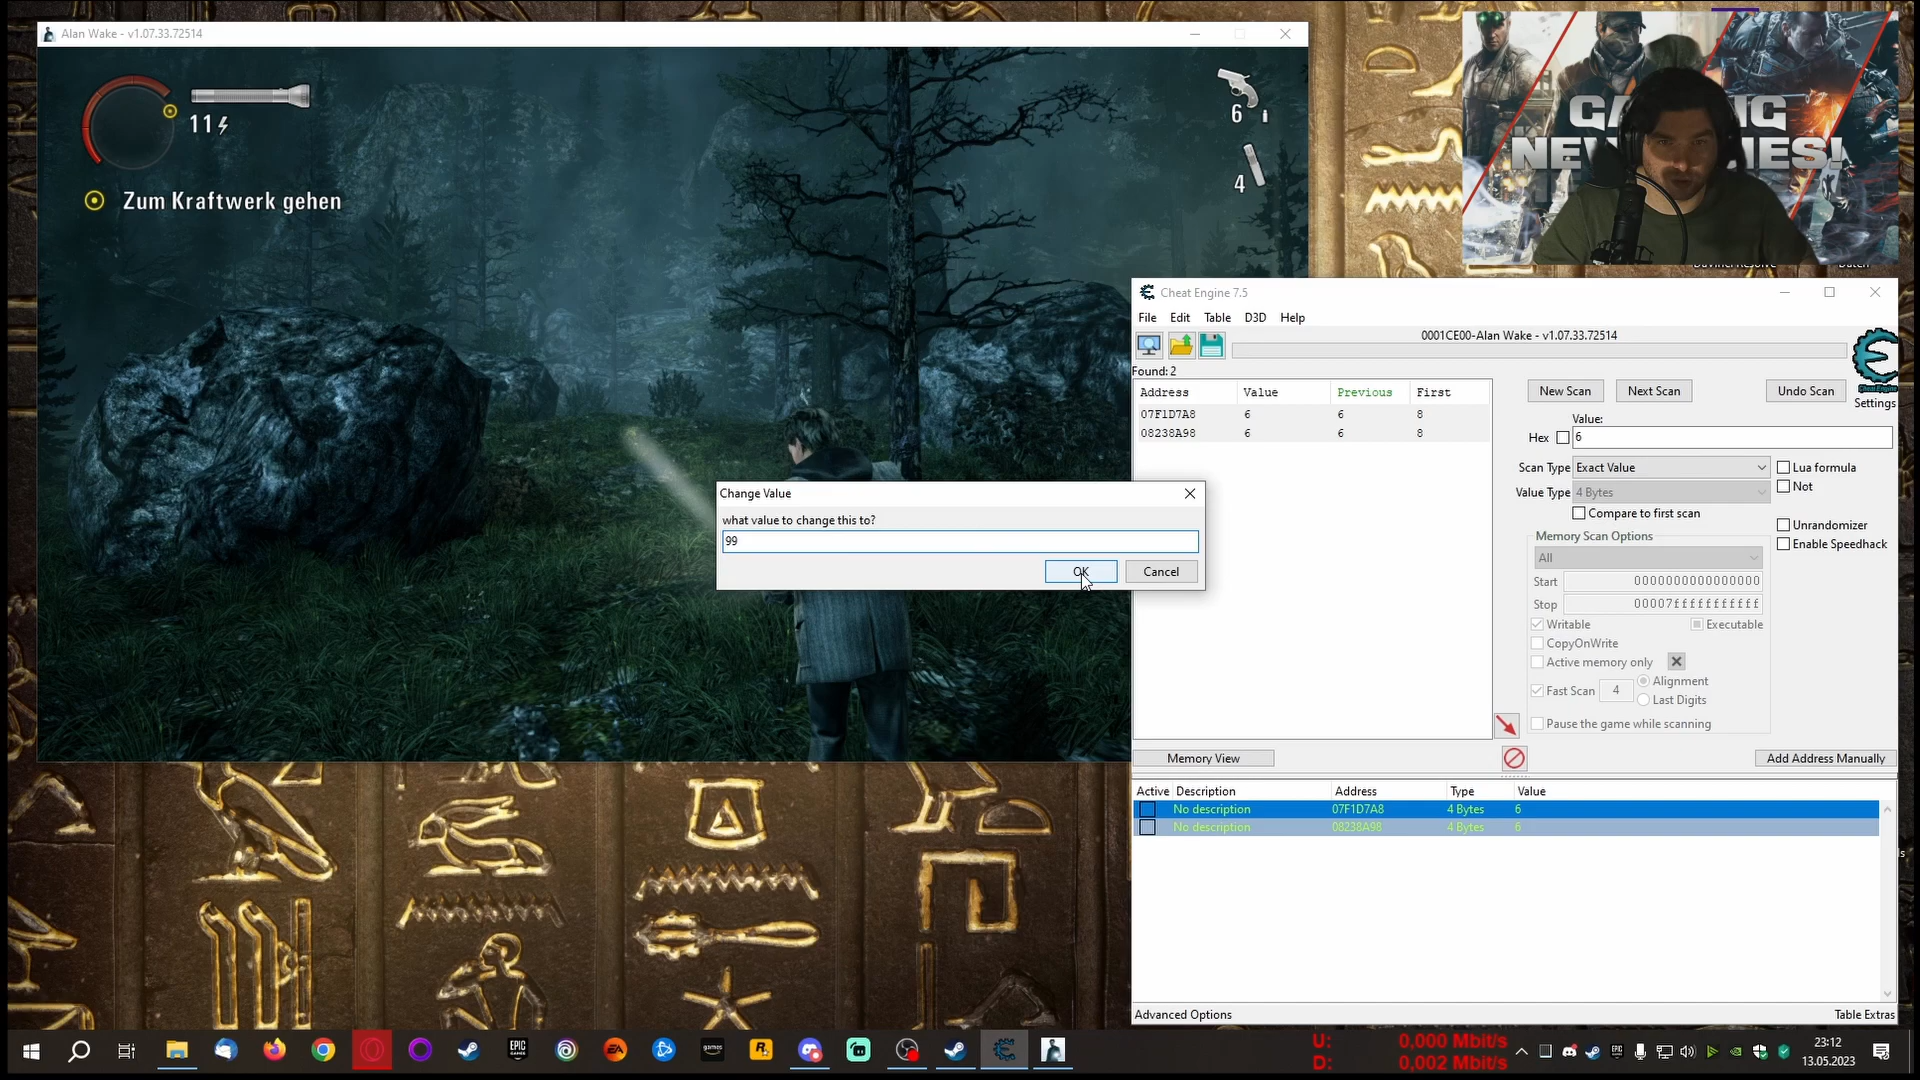 Alan Wake - v1.07.33.72514
11
6
4
Zum Kraftwerk gehen
Cheat Engine 7.5
File Edit Table D3D Help
0001CE00-Alan Wake - v1.07.33.72514
Found: 2
Settings
Address Value Previous First
07F1D7A8 6 6 8
08238A98 6 6 8
New Scan Next Scan Undo Scan
Value:
Hex 6
Scan Type Exact Value
Lua formula
Not
Value Type 4 Bytes
Compare to first scan
Unrandomizer
Enable Speedhack
Memory Scan Options
All
Start 0000000000000000
Stop 00007fffffffffff
Writable Executable
CopyOnWrite
Active memory only
Fast Scan 4 Alignment
Last Digits
Pause the game while scanning
Change Value
what value to change this to?
99
OK Cancel
Memory View Add Address Manually
Active Description Address Type Value
No description 07F1D7A8 4 Bytes 6
No description 08238A98 4 Bytes 6
Advanced Options Table Extras
U: 0,000 Mbit/s
D: 0,002 Mbit/s
23:12
13.05.2023